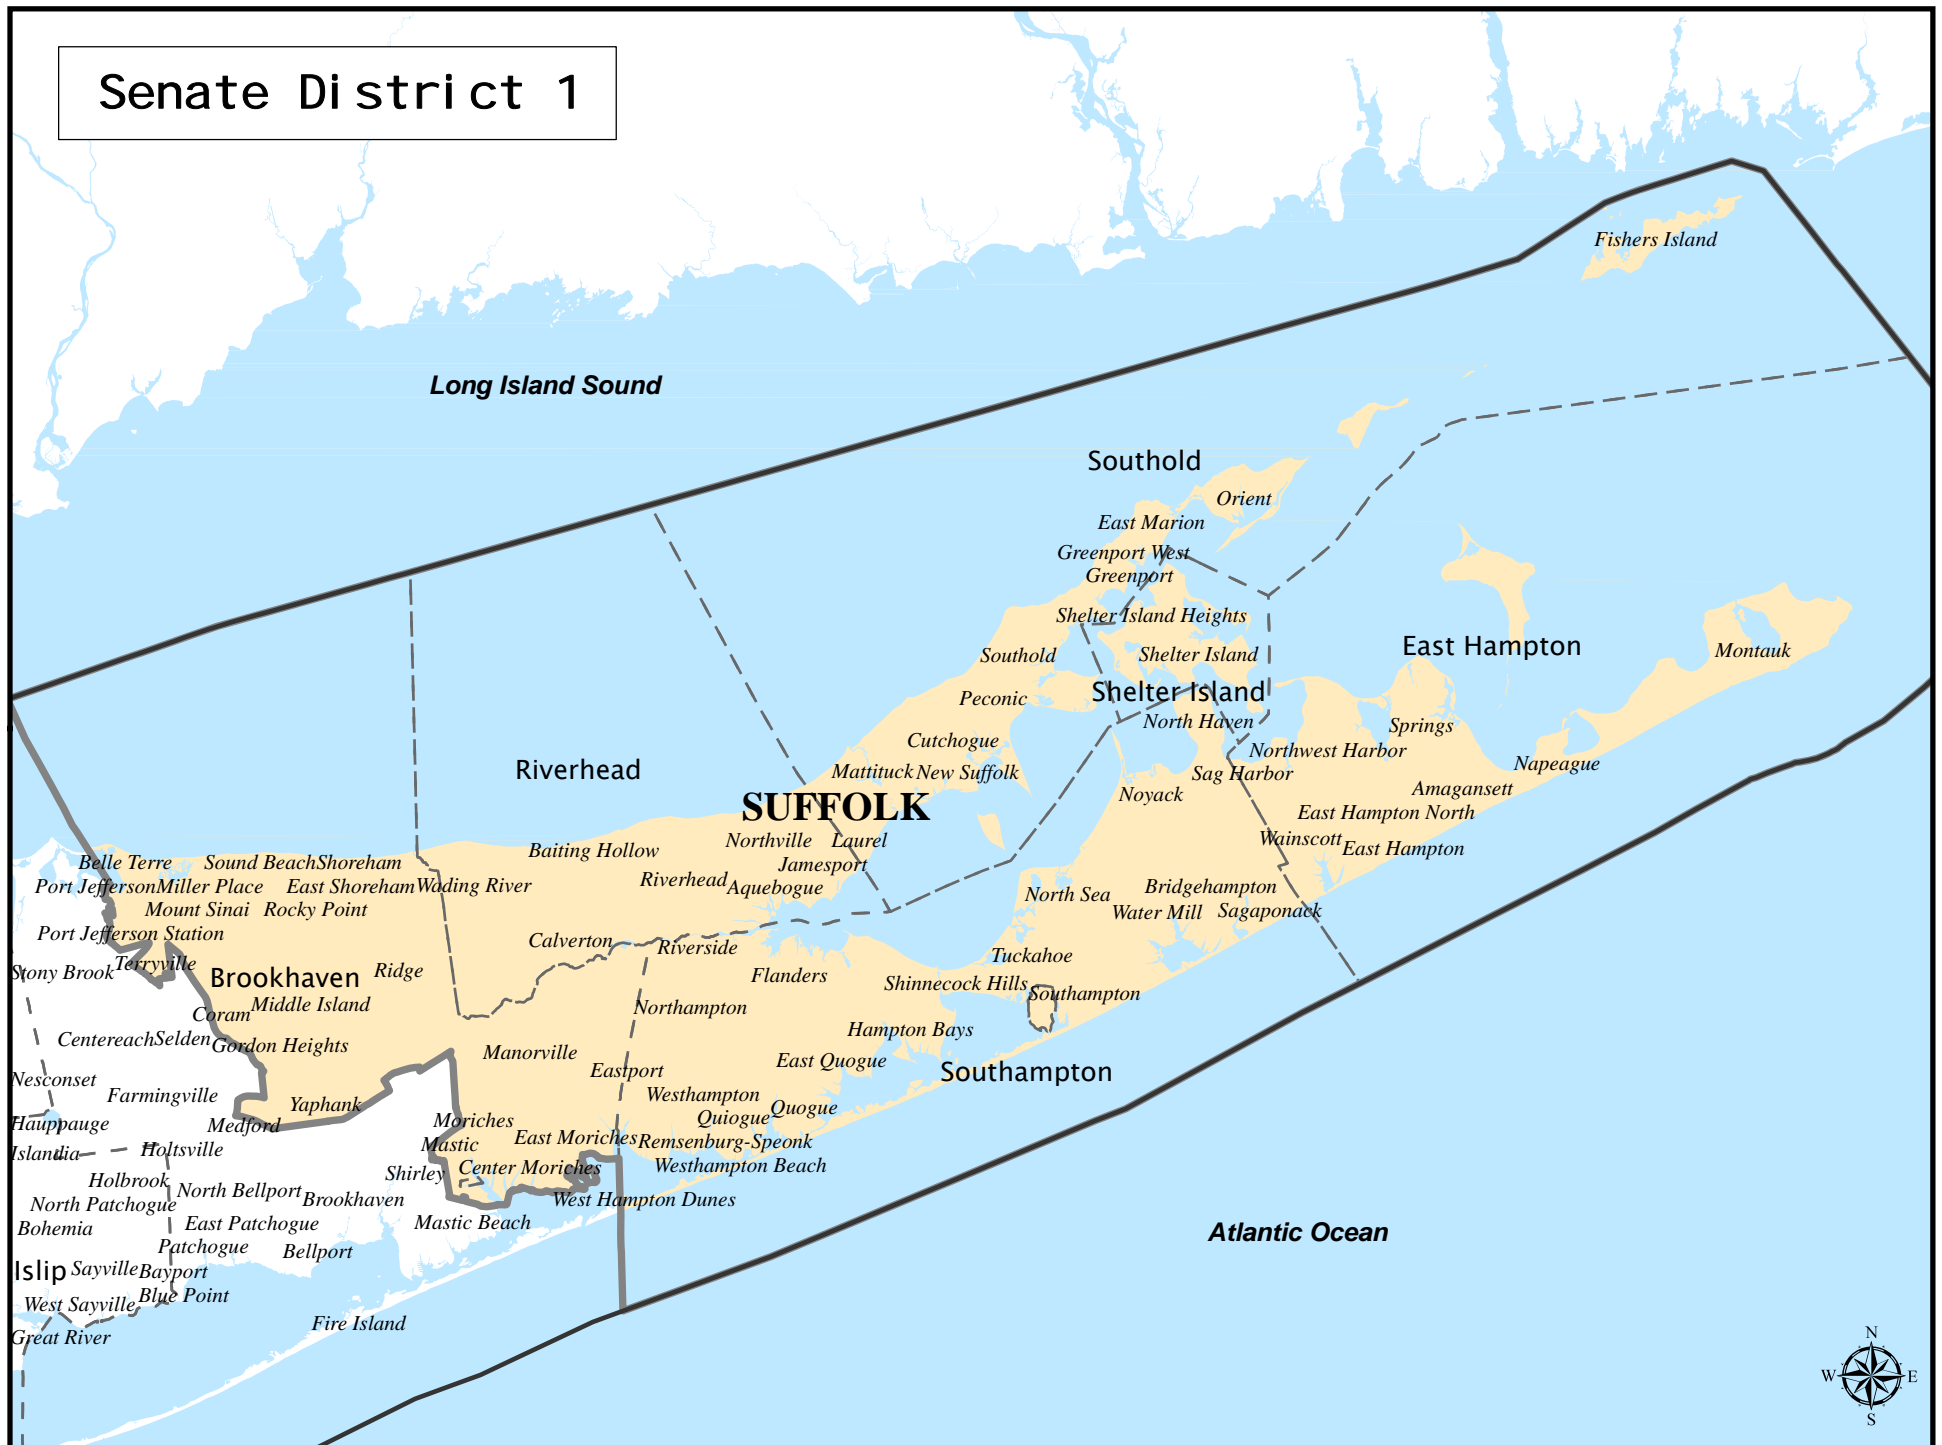 Senate District 1
Fishers Island
Long Island Sound
Southold
Orient
East Marion
Greenport West
Greenport
Shelter Island Heights
East Hampton
Montauk
Southold
Shelter Island
Peconic
Shelter Island
North Haven
Springs
Cutchogue
Northwest Harbor
Napeague
Riverhead
Mattituck
New Suffolk
Sag Harbor
Noyack
Amagansett
SUFFOLK
East Hampton North
Northville
Laurel
Wainscott
East Hampton
Baiting Hollow
Jamesport
Belle Terre
Sound Beach
Shoreham
Port Jefferson
Miller Place
East Shoreham
Wading River
Riverhead
Aquebogue
North Sea
Bridgehampton
Mount Sinai
Rocky Point
Water Mill
Sagaponack
Port Jefferson Station
Calverton
Riverside
Tuckahoe
Stony Brook
Terryville
Brookhaven
Ridge
Flanders
Shinnecock Hills
Southampton
Middle Island
Coram
Northampton
Hampton Bays
Centereach
Selden
Gordon Heights
Manorville
Eastport
East Quogue
Southampton
Nesconset
Farmingville
Yaphank
Westhampton
Quogue
Hauppauge
Medford
Moriches
Quiogue
Islandia
Holtsville
Mastic
East Moriches
Remsenburg-Speonk
Holbrook
Shirley
Center Moriches
Westhampton Beach
North Patchogue
North Bellport
Brookhaven
West Hampton Dunes
Bohemia
East Patchogue
Mastic Beach
Atlantic Ocean
Patchogue
Bellport
Islip
Sayville
Bayport
West Sayville
Blue Point
Great River
Fire Island
N
W
E
S